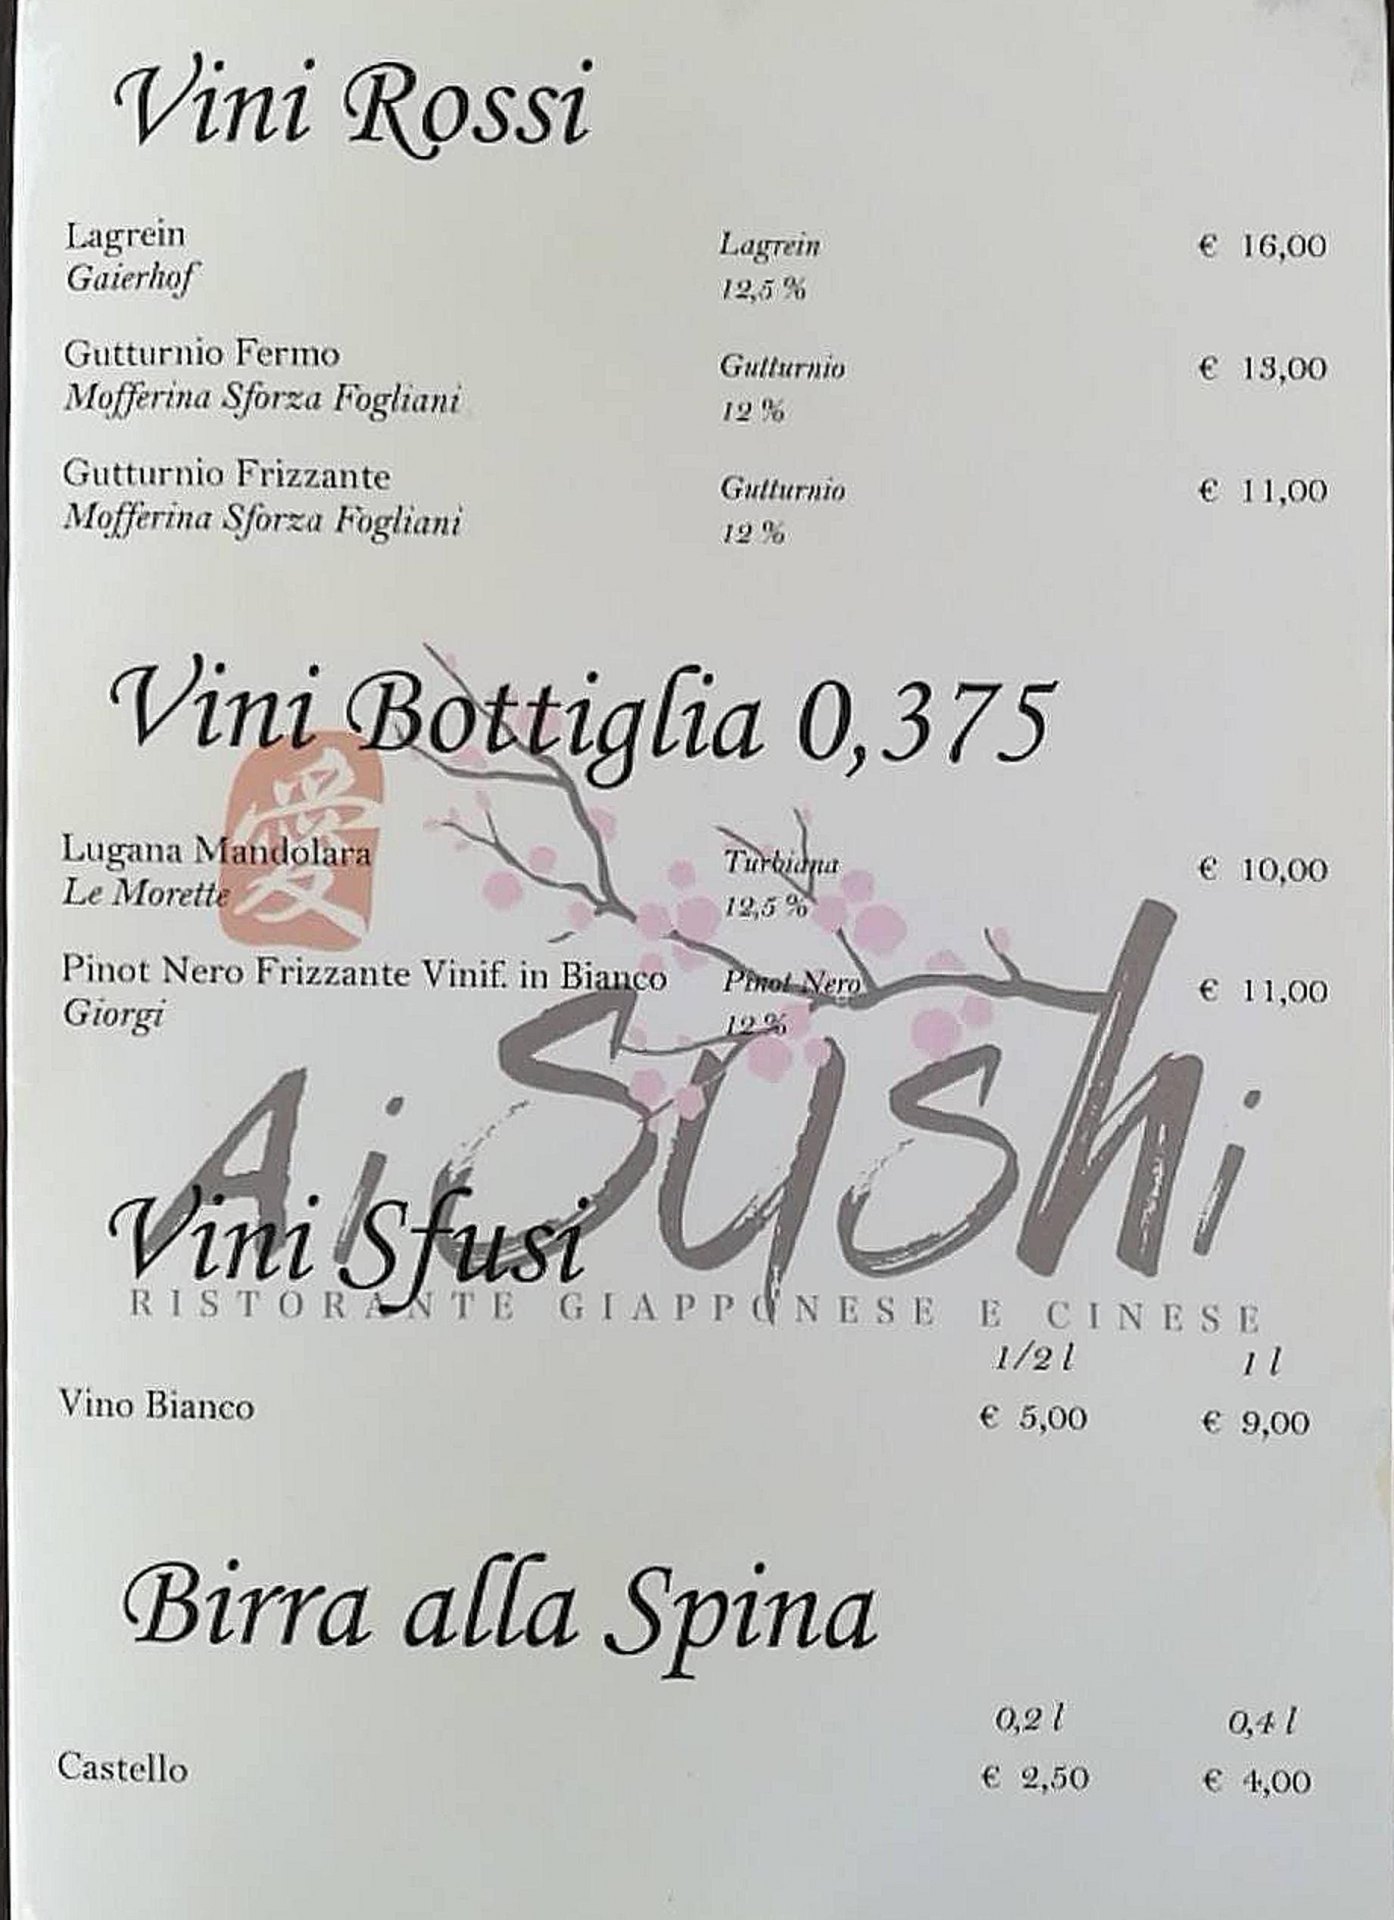 Vini Rossi
Lagrein Lagrein € 16,00
Gaierhof 12,5 %
Gutturnio Fermo Gutturnio € 13,00
Mofferina Sforza Fogliani 12 %
Gutturnio Frizzante Gutturnio € 11,00
Mofferina Sforza Fogliani 12 %
Vini Bottiglia 0,375
愛
Lugana Mandolara Turbiana € 10,00
Le Morette 12,5 %
Pinot Nero Frizzante Vinif. in Bianco Pinot Nero € 11,00
Giorgi 12 %
Ai Sushi
Vini Sfusi
RISTORANTE GIAPPONESE E CINESE
1/2 l 1 l
Vino Bianco € 5,00 € 9,00
Birra alla Spina
0,2 l 0,4 l
Castello € 2,50 € 4,00